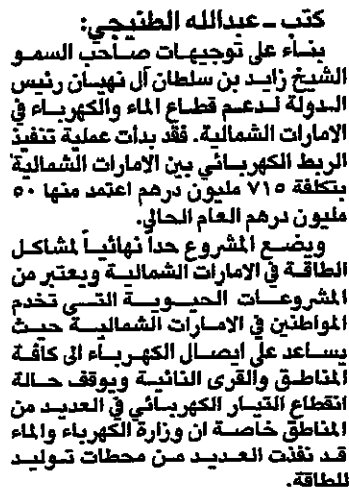 كتب ـ عبدالله الطنيجي:
بناء على توجيهات صاحب السمو
الشيخ زايد بن سلطان آل نهيان رئيس
الدولة لدعم قطاع الماء والكهرباء في
الامارات الشمالية. فقد بدأت عملية تنفيذ
الربط الكهربائي بين الامارات الشمالية
بتكلفة ٧١٥ مليون درهم اعتمد منها ٥٠
مليون درهم العام الحالي.
ويضع المشروع حداً نهائياً لمشاكل
الطاقة في الامارات الشمالية ويعتبر من
المشروعات الحيوية التي تخدم
المواطنين في الامارات الشمالية حيث
يساعد على ايصال الكهرباء الى كافة
المناطق والقرى النائية ويوقف حالة
انقطاع التيار الكهربائي في العديد من
المناطق خاصة ان وزارة الكهرباء والماء
قد نفذت العديد من محطات توليد
للطاقة.